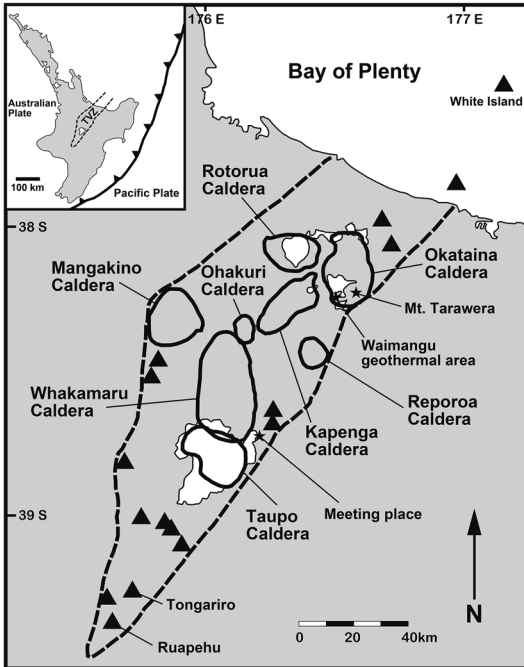 176 E
177 E
Bay of Plenty
White Island
Australian
Plate
TVZ
100 km
Pacific Plate
38 S
Rotorua
Caldera
Mangakino
Caldera
Ohakuri
Caldera
Okataina
Caldera
Mt. Tarawera
Waimangu
geothermal area
Whakamaru
Caldera
Reporoa
Caldera
Kapenga
Caldera
Meeting place
Taupo
Caldera
39 S
Tongariro
Ruapehu
N
0 20 40km